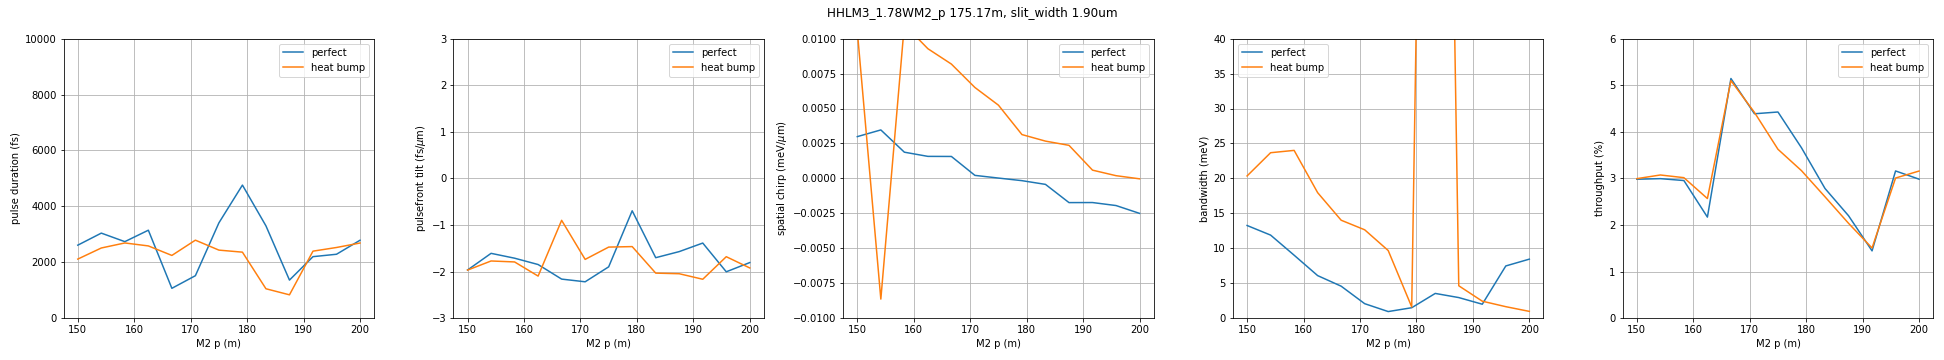 HHLM3_1.78WM2_p 175.17m, slit_width 1.90um
pulse duration (fs)
10000
8000
6000
4000
2000
0
150 160 170 180 190 200
M2 p (m)
perfect
heat bump
pulsefront tilt (fs/μm)
3
2
1
0
−1
−2
−3
150 160 170 180 190 200
M2 p (m)
perfect
heat bump
spatial chirp (meV/μm)
0.0100
0.0075
0.0050
0.0025
0.0000
−0.0025
−0.0050
−0.0075
−0.0100
150 160 170 180 190 200
M2 p (m)
perfect
heat bump
bandwidth (meV)
40
35
30
25
20
15
10
5
0
150 160 170 180 190 200
M2 p (m)
perfect
heat bump
throughput (%)
6
5
4
3
2
1
0
150 160 170 180 190 200
M2 p (m)
perfect
heat bump